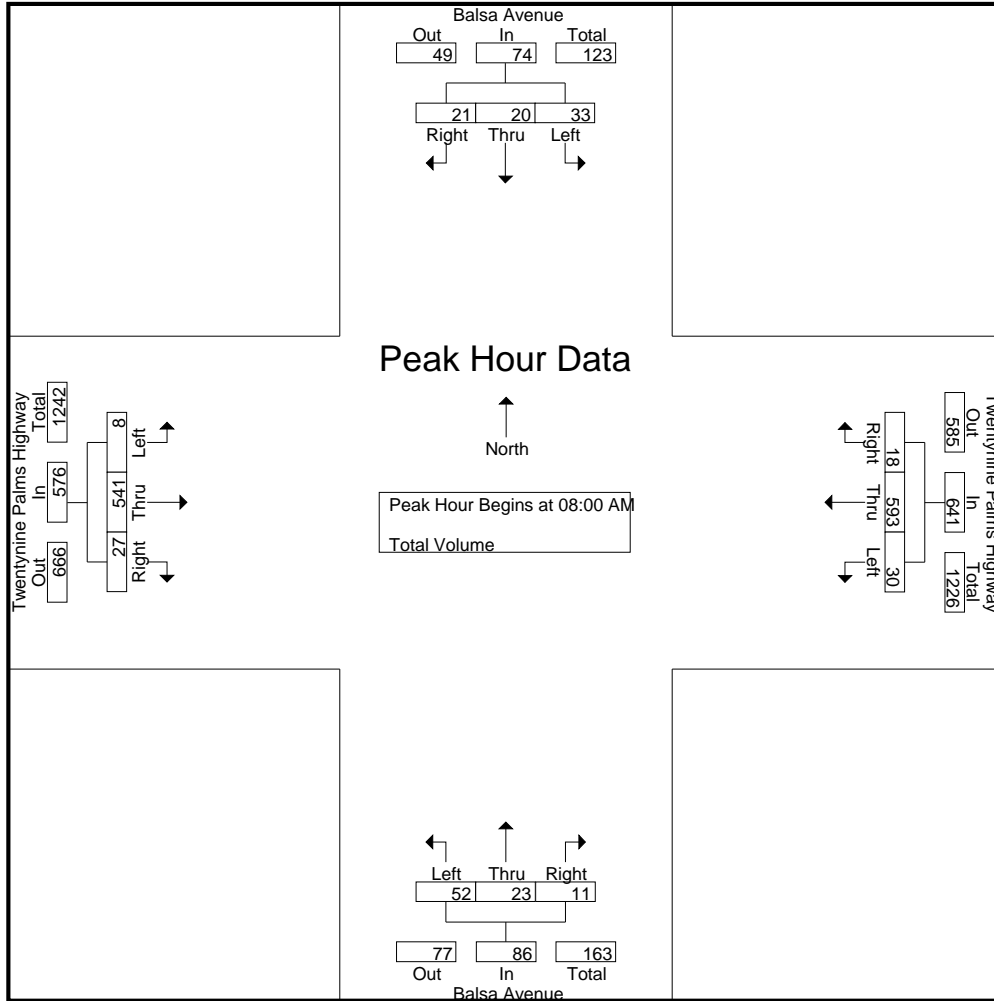 Balsa Avenue
Out In Total
49 74 123
21 20 33
Right Thru Left
Peak Hour Data
North
Peak Hour Begins at 08:00 AM
Total Volume
Twentynine Palms Highway
Out In Total
666 576 1242
8 541 27
Left Thru Right
Twentynine Palms Highway
Out In Total
585 641 1226
18 593 30
Right Thru Left
Left Thru Right
52 23 11
77 86 163
Out In Total
Balsa Avenue